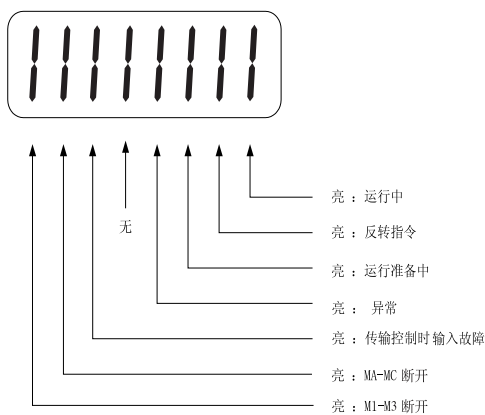 亮 ：运行中
无
亮 ：反转指令
亮 ：运行准备中
亮 ： 异常
亮 ：传输控制时输入故障
亮 ：MA-MC 断开
亮 ：M1-M3 断开